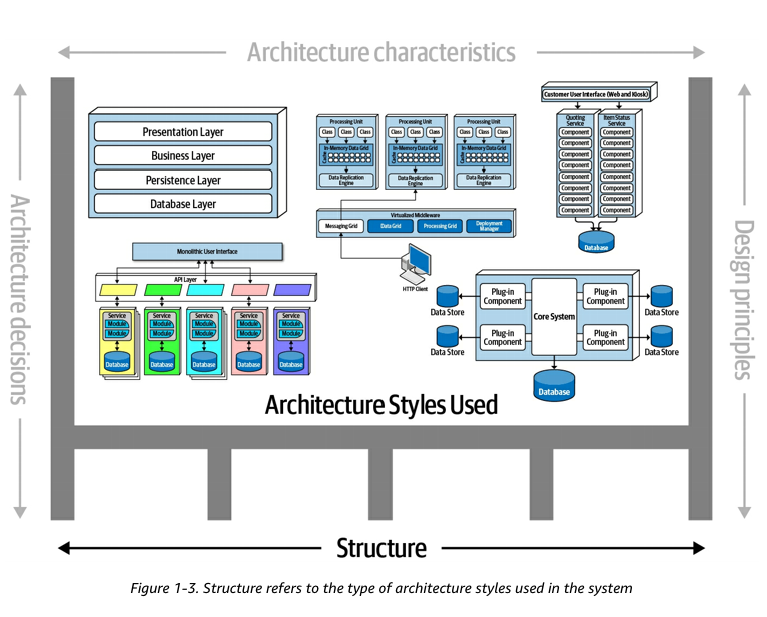 Architecture characteristics
Architecture decisions
Design principles
Presentation Layer
Business Layer
Persistence Layer
Database Layer
Processing Unit
Class Class Class
In-Memory Data Grid
Cache
Data Replication
Engine
Processing Unit
Class Class Class
In-Memory Data Grid
Cache
Data Replication
Engine
Processing Unit
Class Class Class
In-Memory Data Grid
Cache
Data Replication
Engine
Virtualized Middleware
Messaging Grid
Data Grid
Processing Grid
Deployment
Manager
HTTP Client
Customer User Interface (Web and Kiosk)
Quoting
Service
Component
Component
Component
Component
Component
Component
Component
Component
Item Status
Service
Component
Component
Component
Component
Component
Component
Component
Component
Database
Monolithic User Interface
API Layer
Service
Module
Module
Database
Service
Module
Module
Database
Service
Module
Module
Database
Service
Module
Module
Database
Service
Module
Module
Database
Data Store
Data Store
Plug-in
Component
Plug-in
Component
Core System
Plug-in
Component
Plug-in
Component
Data Store
Data Store
Database
Architecture Styles Used
Structure
Figure 1-3. Structure refers to the type of architecture styles used in the system